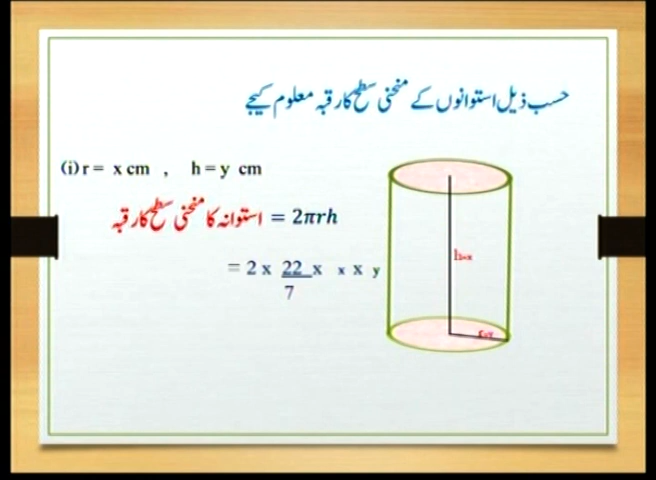 حسب ذیل استوانوں کے منحنی سطح کا رقبہ معلوم کیجے
(i) r = x cm , h = y cm
استوانہ کا منحنی سطح کا رقبہ = 2πrh
= 2 x 22 x x x y
7